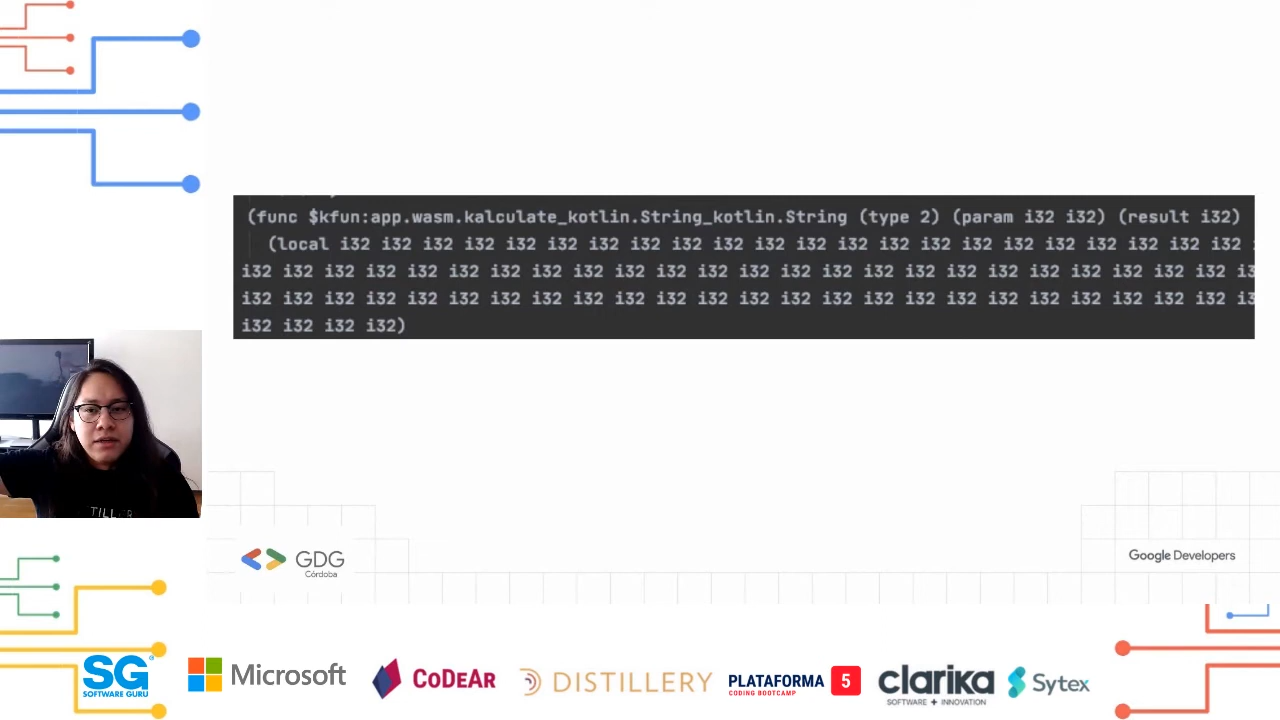 (func $kfun:app.wasm.kalculate_kotlin.String_kotlin.String (type 2) (param i32 i32) (result i32)
(local i32 i32 i32 i32 i32 i32 i32 i32 i32 i32 i32 i32 i32 i32 i32 i32 i32 i32 i32 i32 i32 i32
i32 i32 i32 i32 i32 i32 i32 i32 i32 i32 i32 i32 i32 i32 i32 i32 i32 i32 i32 i32 i32 i32 i32 i32 i3
i32 i32 i32 i32 i32 i32 i32 i32 i32 i32 i32 i32 i32 i32 i32 i32 i32 i32 i32 i32 i32 i32 i32 i32 i3
i32 i32 i32 i32)
GDG
Córdoba
Google Developers
SG
SOFTWARE GURU
Microsoft
CoDeAr
DISTILLERY
PLATAFORMA 5
CODING BOOTCAMP
clarika
SOFTWARE + INNOVATION
Sytex